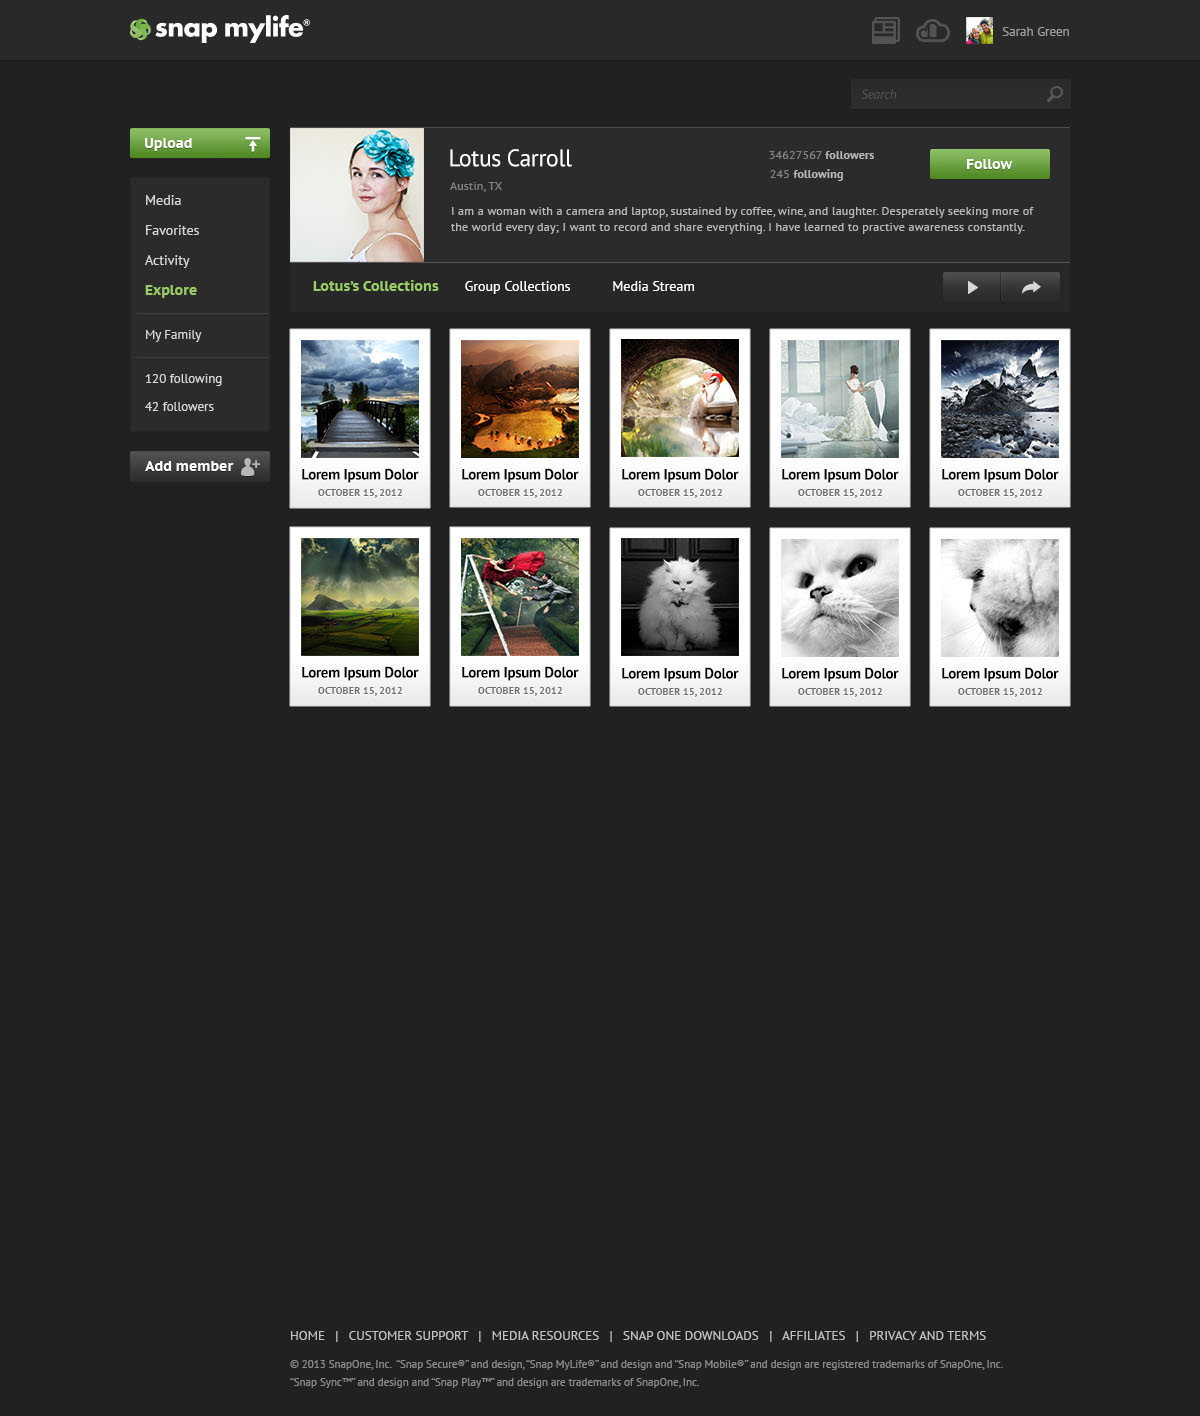 snap mylife®
Sarah Green
Search
Upload
Media
Favorites
Activity
Explore
My Family
120 following
42 followers
Add member
Lotus Carroll
Austin, TX
34627567 followers
245 following
Follow
I am a woman with a camera and laptop, sustained by coffee, wine, and laughter. Desperately seeking more of
the world every day; I want to record and share everything. I have learned to practive awareness constantly.
Lotus's Collections
Group Collections
Media Stream
Lorem Ipsum Dolor
OCTOBER 15, 2012
Lorem Ipsum Dolor
OCTOBER 15, 2012
Lorem Ipsum Dolor
OCTOBER 15, 2012
Lorem Ipsum Dolor
OCTOBER 15, 2012
Lorem Ipsum Dolor
OCTOBER 15, 2012
Lorem Ipsum Dolor
OCTOBER 15, 2012
Lorem Ipsum Dolor
OCTOBER 15, 2012
Lorem Ipsum Dolor
OCTOBER 15, 2012
Lorem Ipsum Dolor
OCTOBER 15, 2012
Lorem Ipsum Dolor
OCTOBER 15, 2012
HOME | CUSTOMER SUPPORT | MEDIA RESOURCES | SNAP ONE DOWNLOADS | AFFILIATES | PRIVACY AND TERMS
© 2013 SnapOne, Inc. "Snap Secure®" and design, "Snap MyLife®" and design and "Snap Mobile®" and design are registered trademarks of SnapOne, Inc.
"Snap Sync™" and design and "Snap Play™" and design are trademarks of SnapOne, Inc.